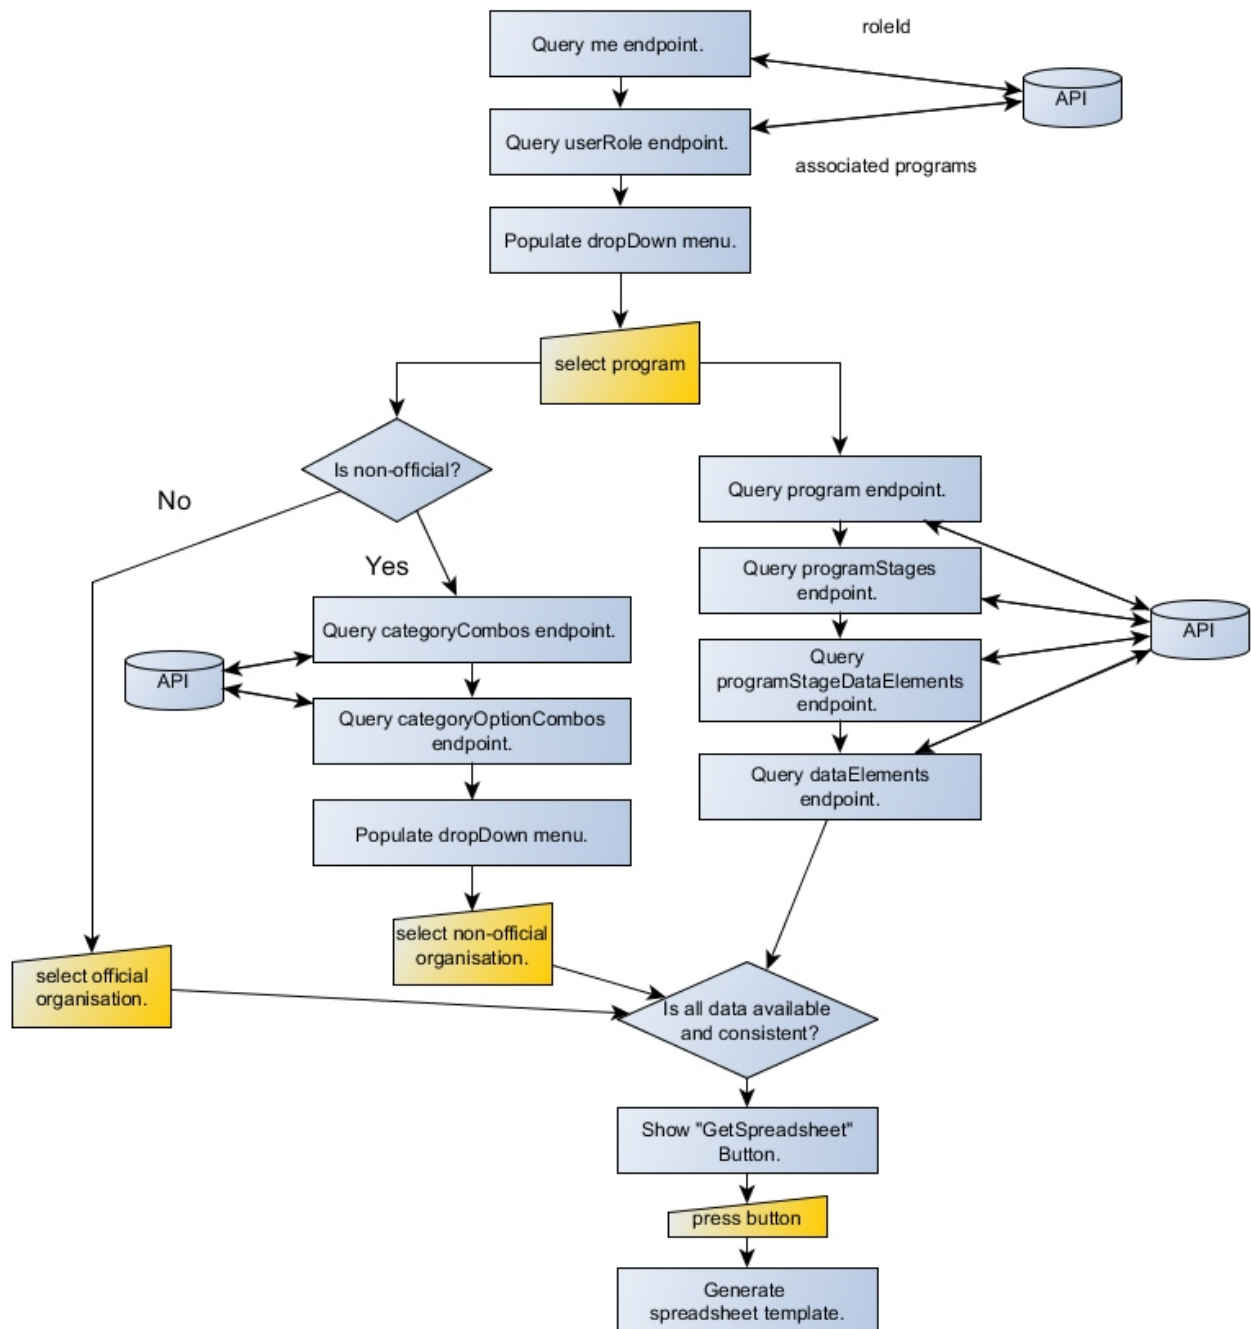 Query me endpoint.
roleId
API
Query userRole endpoint.
associated programs
Populate dropDown menu.
select program
Is non-official?
No
Yes
Query program endpoint.
Query programStages
endpoint.
API
Query categoryCombos endpoint.
API
Query
programStageDataElements
endpoint.
Query categoryOptionCombos
endpoint.
Query dataElements
endpoint.
Populate dropDown menu.
select non-official
organisation.
select official
organisation.
Is all data available
and consistent?
Show "GetSpreadsheet"
Button.
press button
Generate
spreadsheet template.